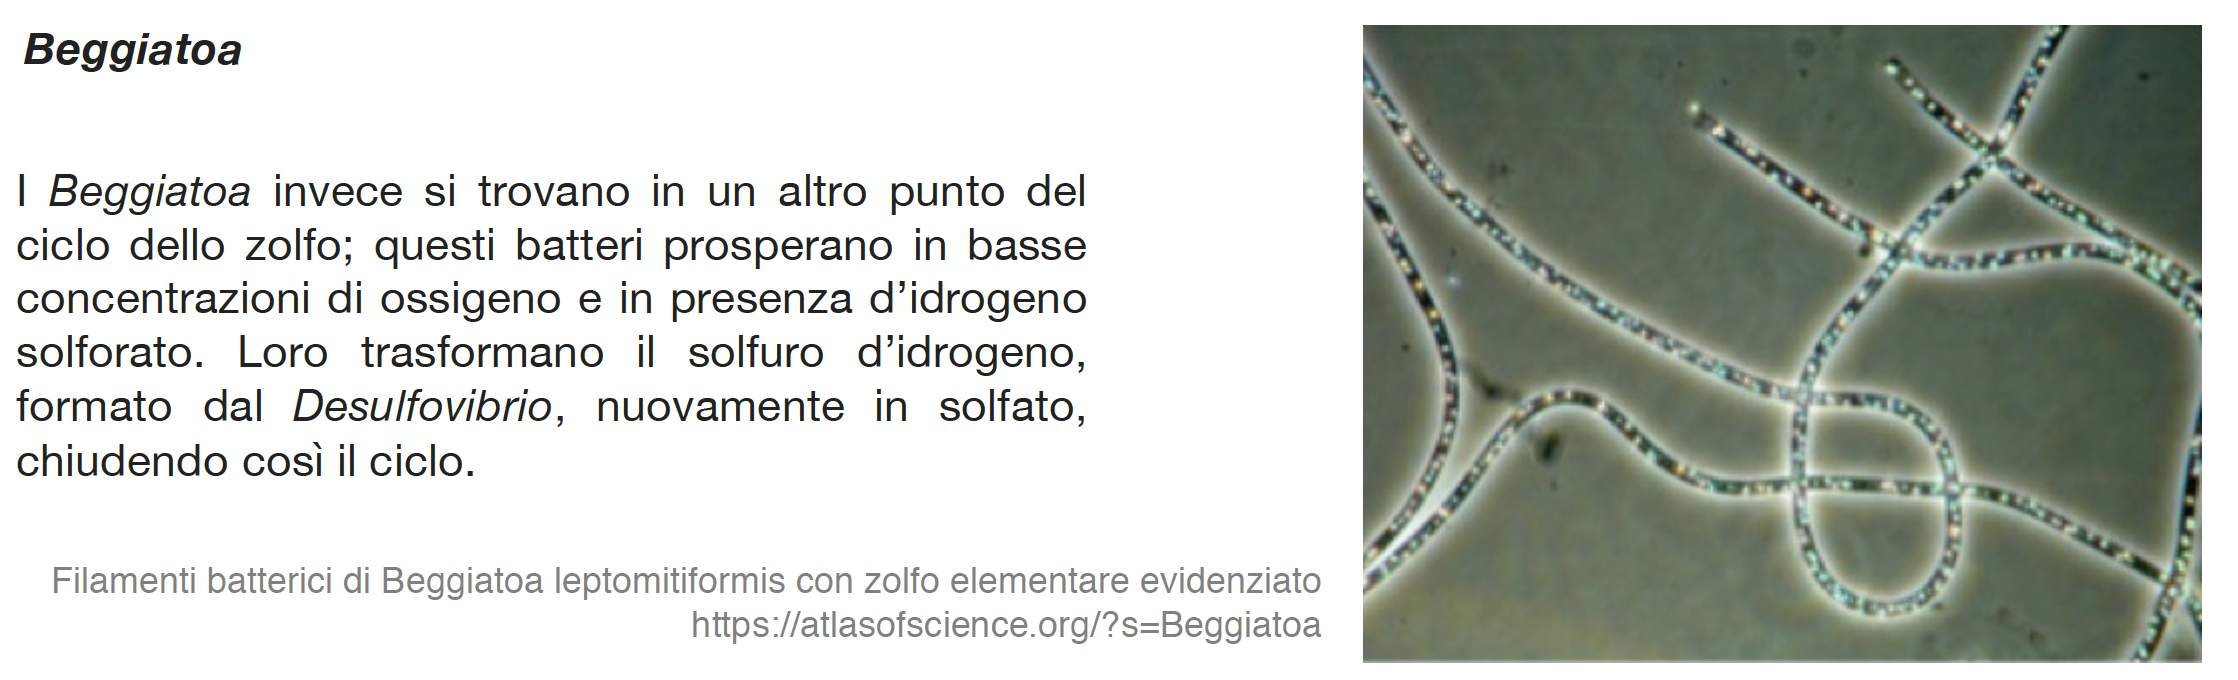 Beggiatoa
I Beggiatoa invece si trovano in un altro punto del
ciclo dello zolfo; questi batteri prosperano in basse
concentrazioni di ossigeno e in presenza d’idrogeno
solforato. Loro trasformano il solfuro d’idrogeno,
formato dal Desulfovibrio, nuovamente in solfato,
chiudendo così il ciclo.
Filamenti batterici di Beggiatoa leptomitiformis con zolfo elementare evidenziato
https://atlasofscience.org/?s=Beggiatoa